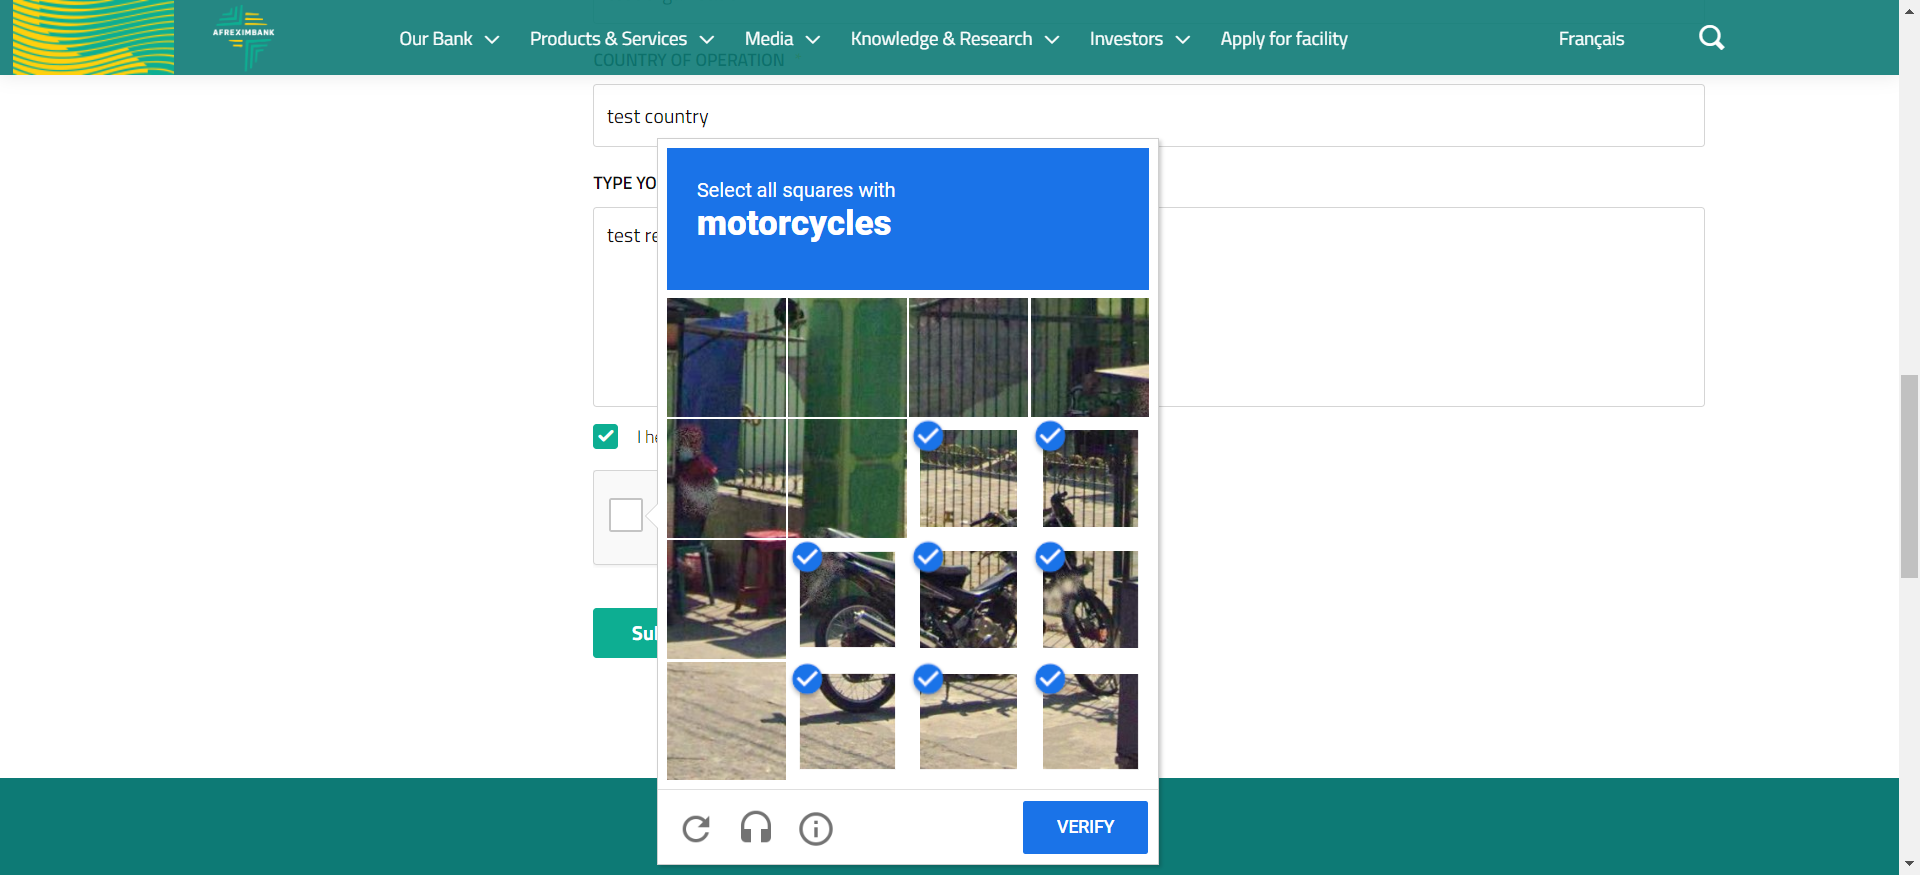 AFREXIMBANK
Our Bank
Products & Services
Media
Knowledge & Research
Investors
Apply for facility
Français
COUNTRY OF OPERATION
test country
TYPE YO
test re
I he
Sul
Select all squares with
motorcycles
VERIFY